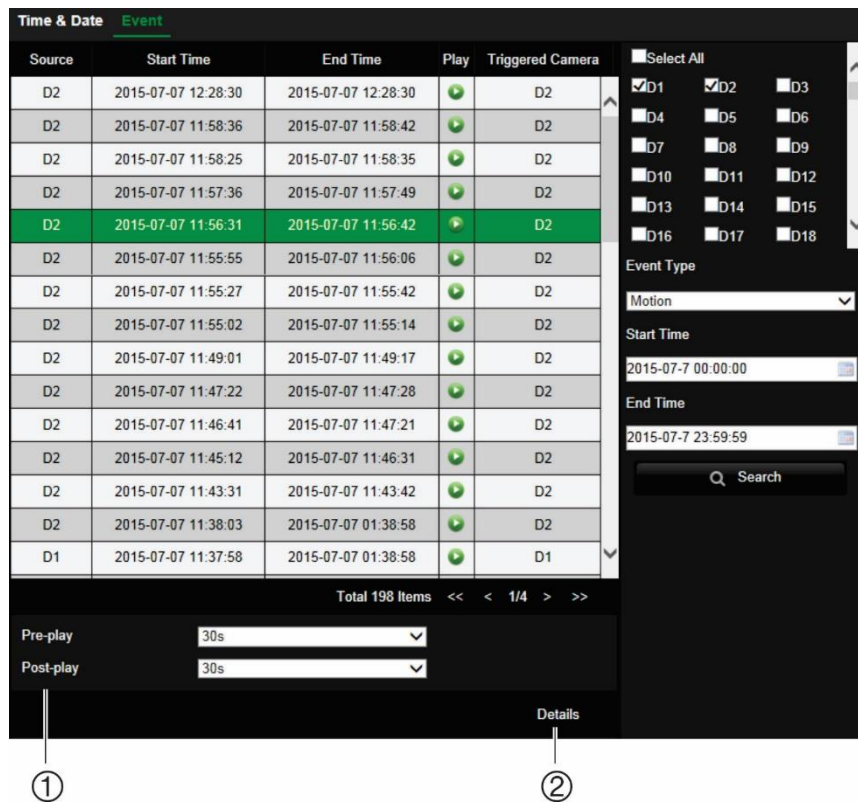 Time & Date Event
Source Start Time End Time Play Triggered Camera
D2 2015-07-07 12:28:30 2015-07-07 12:28:30 D2
D2 2015-07-07 11:58:36 2015-07-07 11:58:42 D2
D2 2015-07-07 11:58:25 2015-07-07 11:58:35 D2
D2 2015-07-07 11:57:36 2015-07-07 11:57:49 D2
D2 2015-07-07 11:56:31 2015-07-07 11:56:42 D2
D2 2015-07-07 11:55:55 2015-07-07 11:56:06 D2
D2 2015-07-07 11:55:27 2015-07-07 11:55:42 D2
D2 2015-07-07 11:55:02 2015-07-07 11:55:14 D2
D2 2015-07-07 11:49:01 2015-07-07 11:49:17 D2
D2 2015-07-07 11:47:22 2015-07-07 11:47:28 D2
D2 2015-07-07 11:46:41 2015-07-07 11:47:21 D2
D2 2015-07-07 11:45:12 2015-07-07 11:46:31 D2
D2 2015-07-07 11:43:31 2015-07-07 11:43:42 D2
D2 2015-07-07 11:38:03 2015-07-07 01:38:58 D2
D1 2015-07-07 11:37:58 2015-07-07 01:38:58 D1
Total 198 Items << < 1/4 > >>
Pre-play 30s
Post-play 30s
Details
Select All
D1 D2 D3
D4 D5 D6
D7 D8 D9
D10 D11 D12
D13 D14 D15
D16 D17 D18
Event Type
Motion
Start Time
2015-07-7 00:00:00
End Time
2015-07-7 23:59:59
Search
① ②